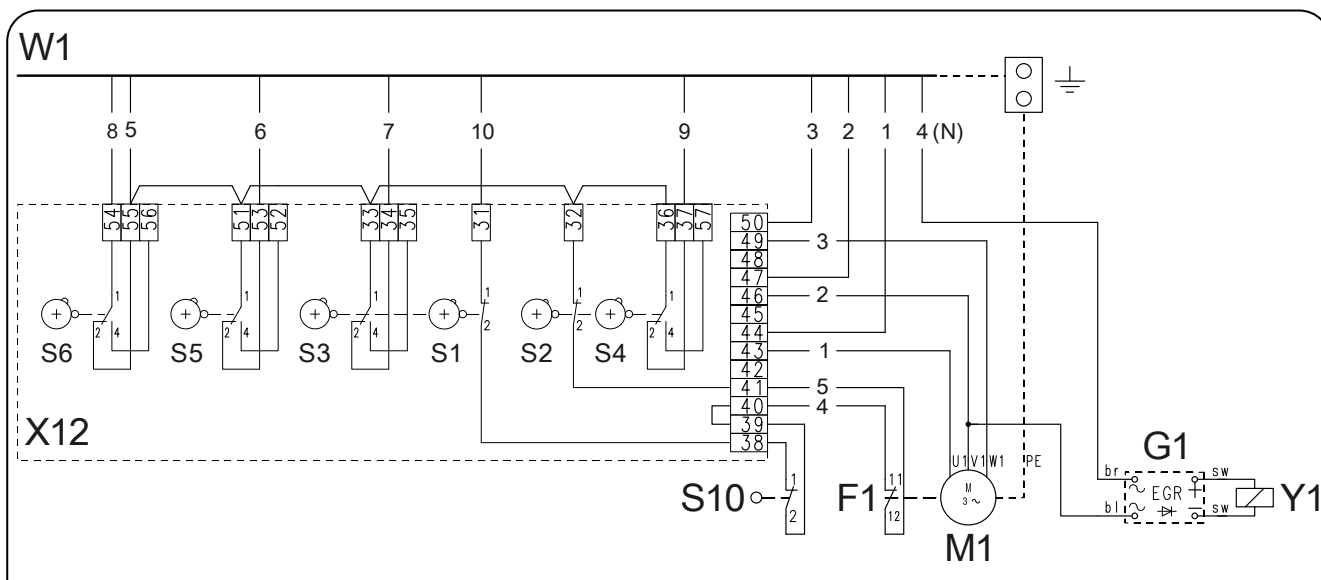 W1
8 5 6 7 10 9 3 2 1 4 (N)
54 55 56 51 53 52 33 34 35 31 32 36 37 57
50
49 3
48
47
46 2
45
44
43 1
42
41 5
40 4
39
38
1 1 1 1 1 1
2 4 2 4 2 4 2 2 2 4
S6 S5 S3 S1 S2 S4
X12
U1 V1 W1 PE
G1
br sw
S10 1 2
F1 11 12
M 3 ~
~ EGR +
~ -
bl sw
Y1
M1